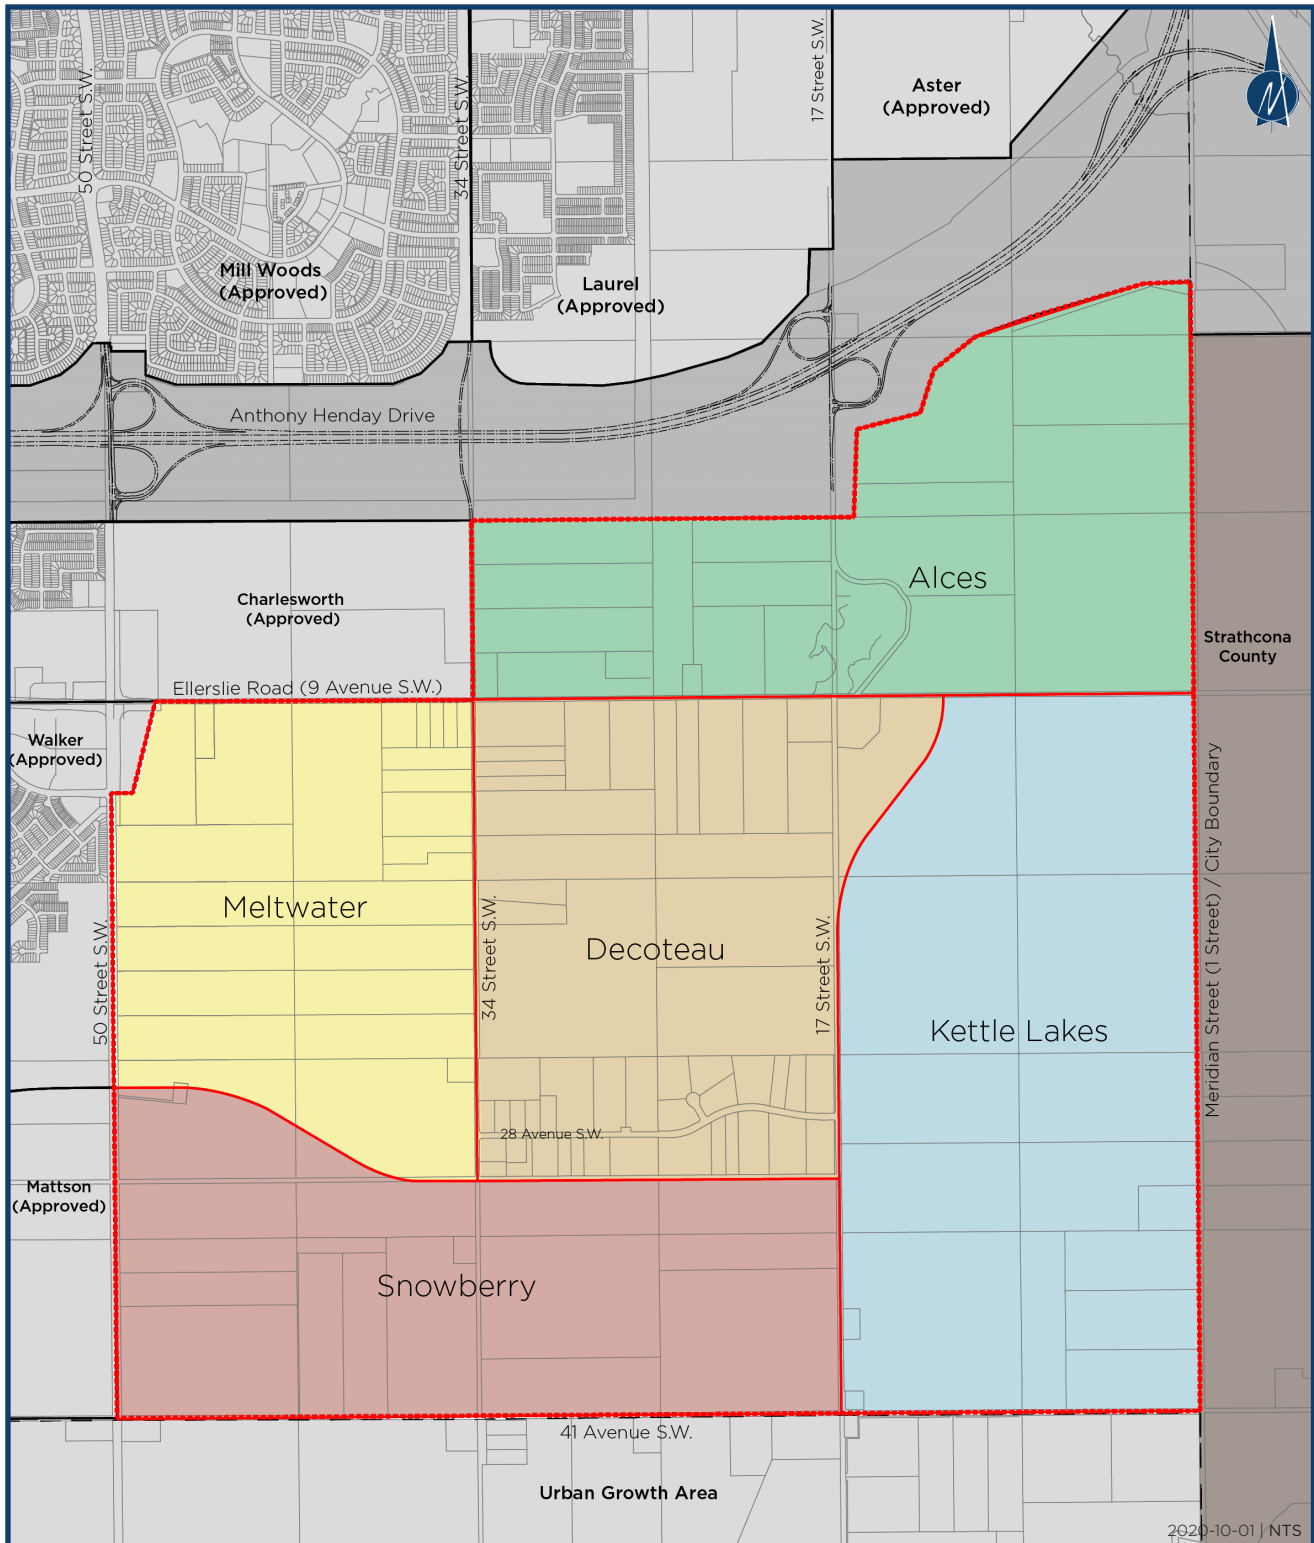 50 Street S.W.
34 Street S.W.
17 Street S.W.
Aster
(Approved)
Mill Woods
(Approved)
Laurel
(Approved)
Anthony Henday Drive
Alces
Charlesworth
(Approved)
Strathcona
County
Ellerslie Road (9 Avenue S.W.)
Walker
(Approved)
Meltwater
50 Street S.W.
34 Street S.W.
Decoteau
17 Street S.W.
Kettle Lakes
Meridian Street (1 Street) / City Boundary
28 Avenue S.W.
Mattson
(Approved)
Snowberry
41 Avenue S.W.
Urban Growth Area
2020-10-01 | NTS